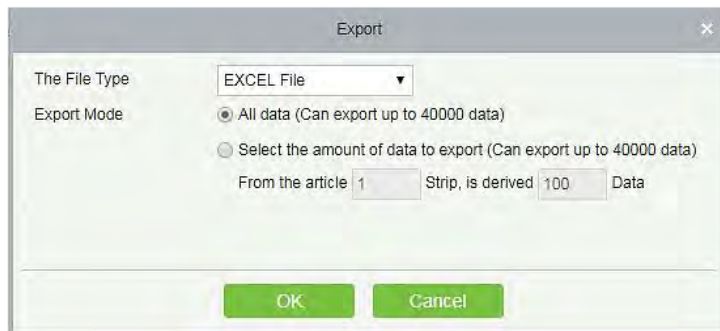 Export
The File Type EXCEL File
Export Mode All data (Can export up to 40000 data)
Select the amount of data to export (Can export up to 40000 data)
From the article 1 Strip, is derived 100 Data
OK Cancel